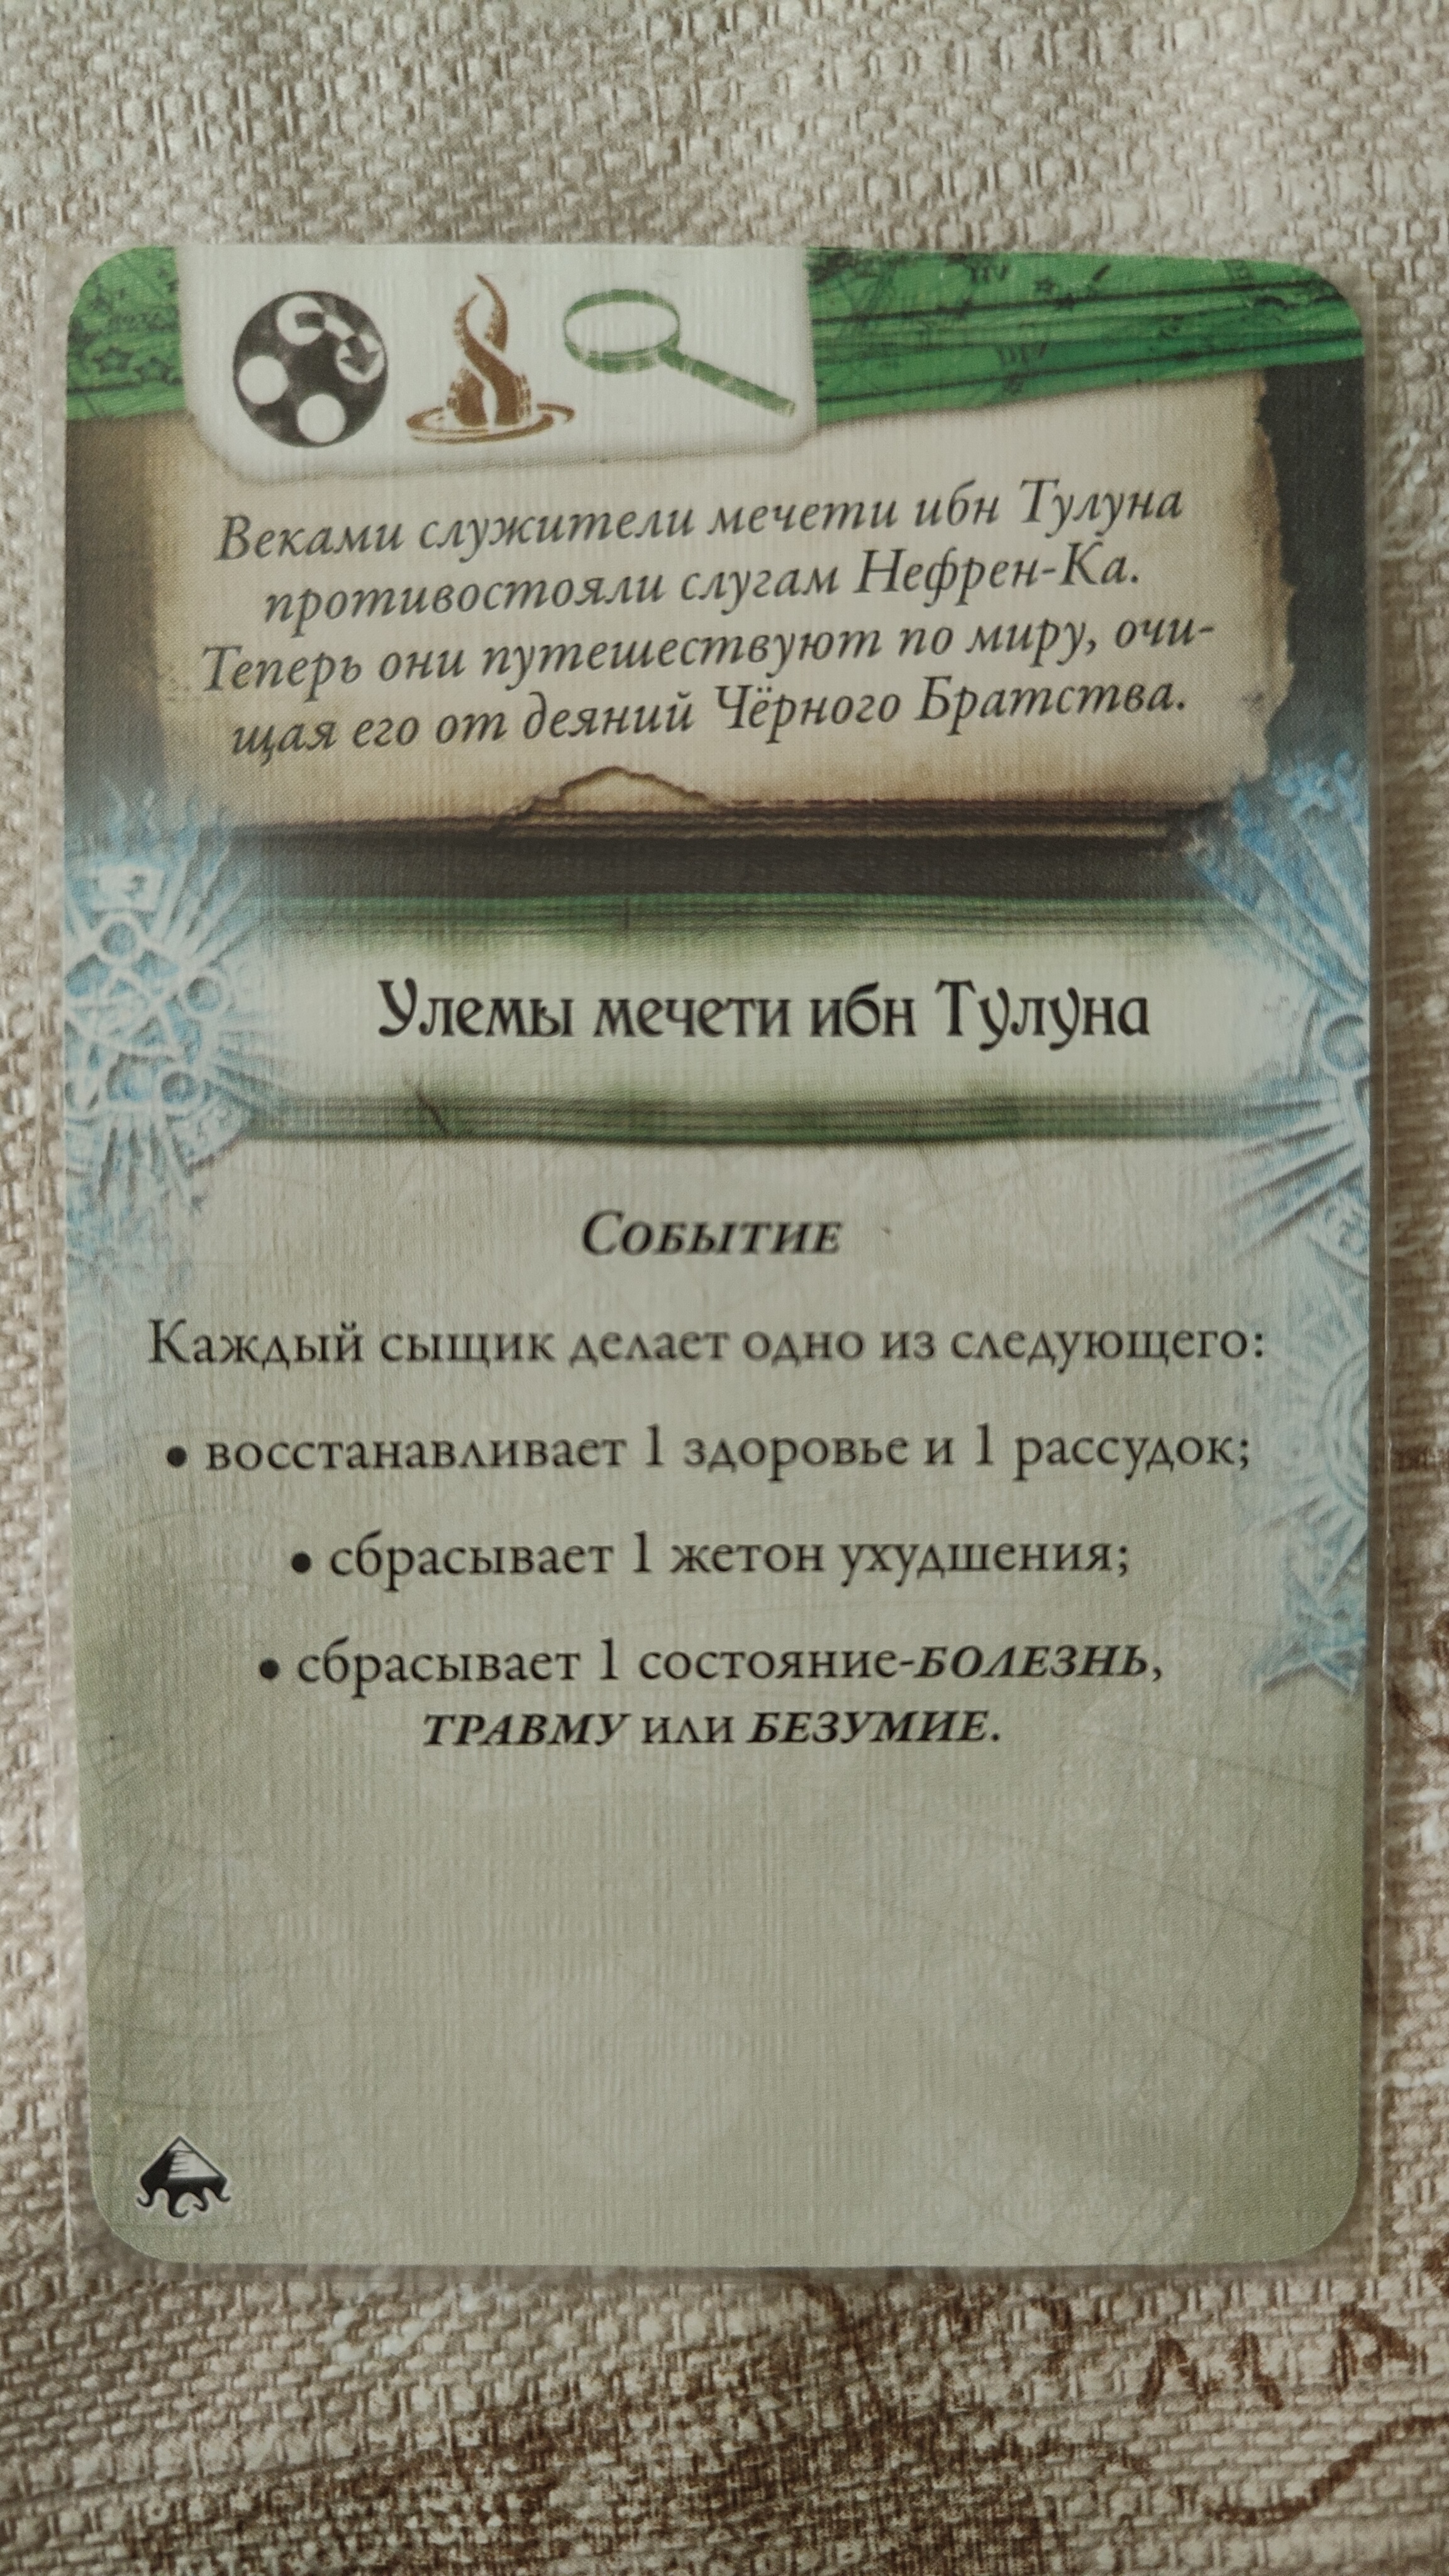 Веками служители мечети ибн Тулуна
противостояли слугам Нефрен-Ка.
Теперь они путешествуют по миру, очи-
щая его от деяний Чёрного Братства.
Улемы мечети ибн Тулуна
Событие
Каждый сыщик делает одно из следующего:
• восстанавливает 1 здоровье и 1 рассудок;
• сбрасывает 1 жетон ухудшения;
• сбрасывает 1 состояние-БОЛЕЗНЬ,
ТРАВМУ или БЕЗУМИЕ.